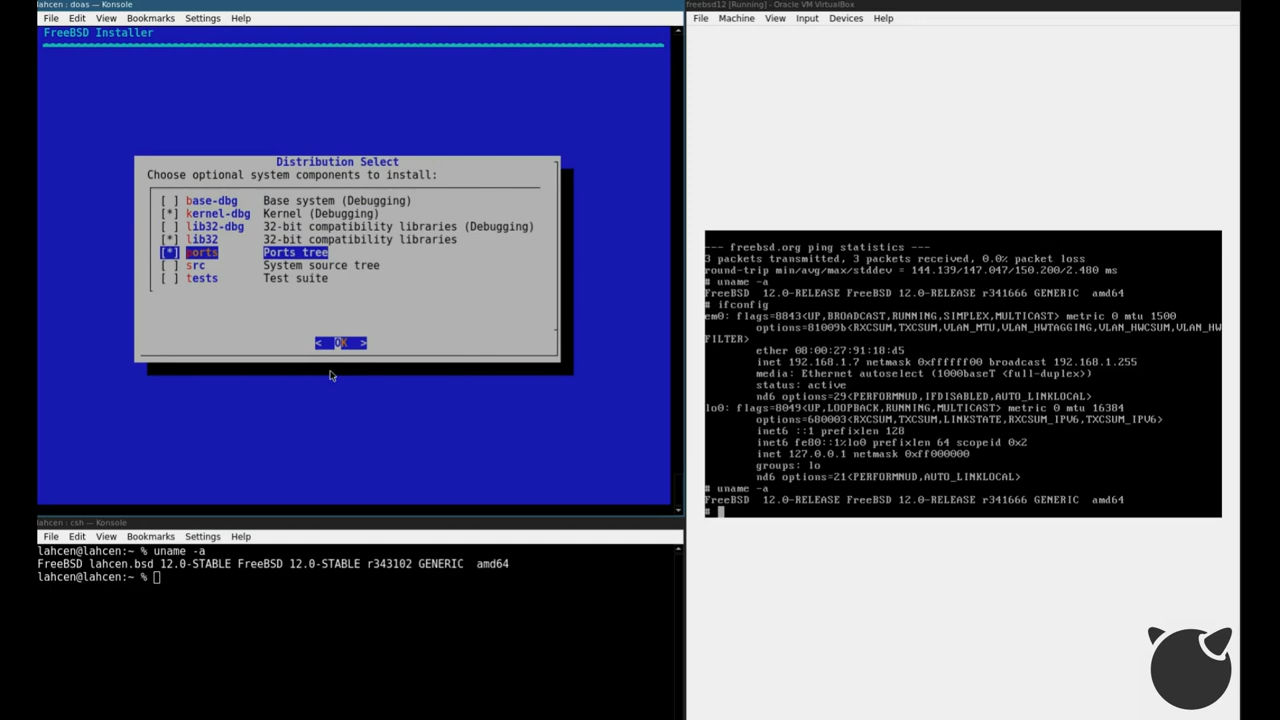 lahcen : doas — Konsole
File Edit View Bookmarks Settings Help
FreeBSD Installer
Distribution Select
Choose optional system components to install:
[ ] base-dbg Base system (Debugging)
[*] kernel-dbg Kernel (Debugging)
[ ] lib32-dbg 32-bit compatibility libraries (Debugging)
[*] lib32 32-bit compatibility libraries
[*] ports Ports tree
[ ] src System source tree
[ ] tests Test suite
< OK >
lahcen : csh — Konsole
File Edit View Bookmarks Settings Help
lahcen@lahcen:~ % uname -a
FreeBSD lahcen.bsd 12.0-STABLE FreeBSD 12.0-STABLE r343102 GENERIC  amd64
lahcen@lahcen:~ %
freebsd12 [Running] - Oracle VM VirtualBox
File Machine View Input Devices Help
--- freebsd.org ping statistics ---
3 packets transmitted, 3 packets received, 0.0% packet loss
round-trip min/avg/max/stddev = 144.139/147.047/150.200/2.480 ms
# uname -a
FreeBSD  12.0-RELEASE FreeBSD 12.0-RELEASE r341666 GENERIC  amd64
# ifconfig
em0: flags=8843<UP,BROADCAST,RUNNING,SIMPLEX,MULTICAST> metric 0 mtu 1500
options=81009b<RXCSUM,TXCSUM,VLAN_MTU,VLAN_HWTAGGING,VLAN_HWCSUM,VLAN_HW
FILTER>
ether 08:00:27:91:18:d5
inet 192.168.1.7 netmask 0xffffff00 broadcast 192.168.1.255
media: Ethernet autoselect (1000baseT <full-duplex>)
status: active
nd6 options=29<PERFORMNUD,IFDISABLED,AUTO_LINKLOCAL>
lo0: flags=8049<UP,LOOPBACK,RUNNING,MULTICAST> metric 0 mtu 16384
options=680003<RXCSUM,TXCSUM,LINKSTATE,RXCSUM_IPV6,TXCSUM_IPV6>
inet6 ::1 prefixlen 128
inet6 fe80::1%lo0 prefixlen 64 scopeid 0x2
inet 127.0.0.1 netmask 0xff000000
groups: lo
nd6 options=21<PERFORMNUD,AUTO_LINKLOCAL>
# uname -a
FreeBSD  12.0-RELEASE FreeBSD 12.0-RELEASE r341666 GENERIC  amd64
#